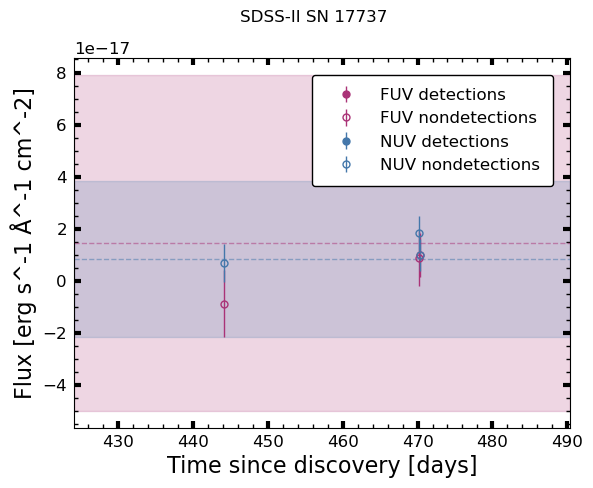 SDSS-II SN 17737
1e−17
8
6
4
2
0
−2
−4
Flux [erg s^-1 Å^-1 cm^-2]
FUV detections
FUV nondetections
NUV detections
NUV nondetections
430
440
450
460
470
480
490
Time since discovery [days]